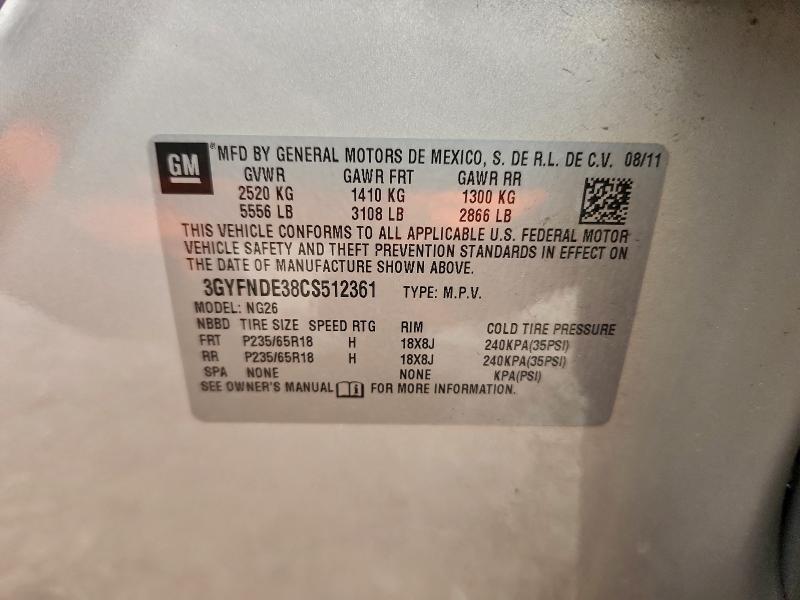 GM ® MFD BY GENERAL MOTORS DE MEXICO, S. DE R.L. DE C.V. 08/11
GVWR GAWR FRT GAWR RR
2520 KG 1410 KG 1300 KG
5556 LB 3108 LB 2866 LB
THIS VEHICLE CONFORMS TO ALL APPLICABLE U.S. FEDERAL MOTOR
VEHICLE SAFETY AND THEFT PREVENTION STANDARDS IN EFFECT ON
THE DATE OF MANUFACTURE SHOWN ABOVE.
3GYFNDE38CS512361 TYPE: M.P.V.
MODEL: NG26
NBBD TIRE SIZE SPEED RTG RIM COLD TIRE PRESSURE
FRT P235/65R18 H 18X8J 240KPA(35PSI)
RR P235/65R18 H 18X8J 240KPA(35PSI)
SPA NONE NONE KPA(PSI)
SEE OWNER'S MANUAL FOR MORE INFORMATION.